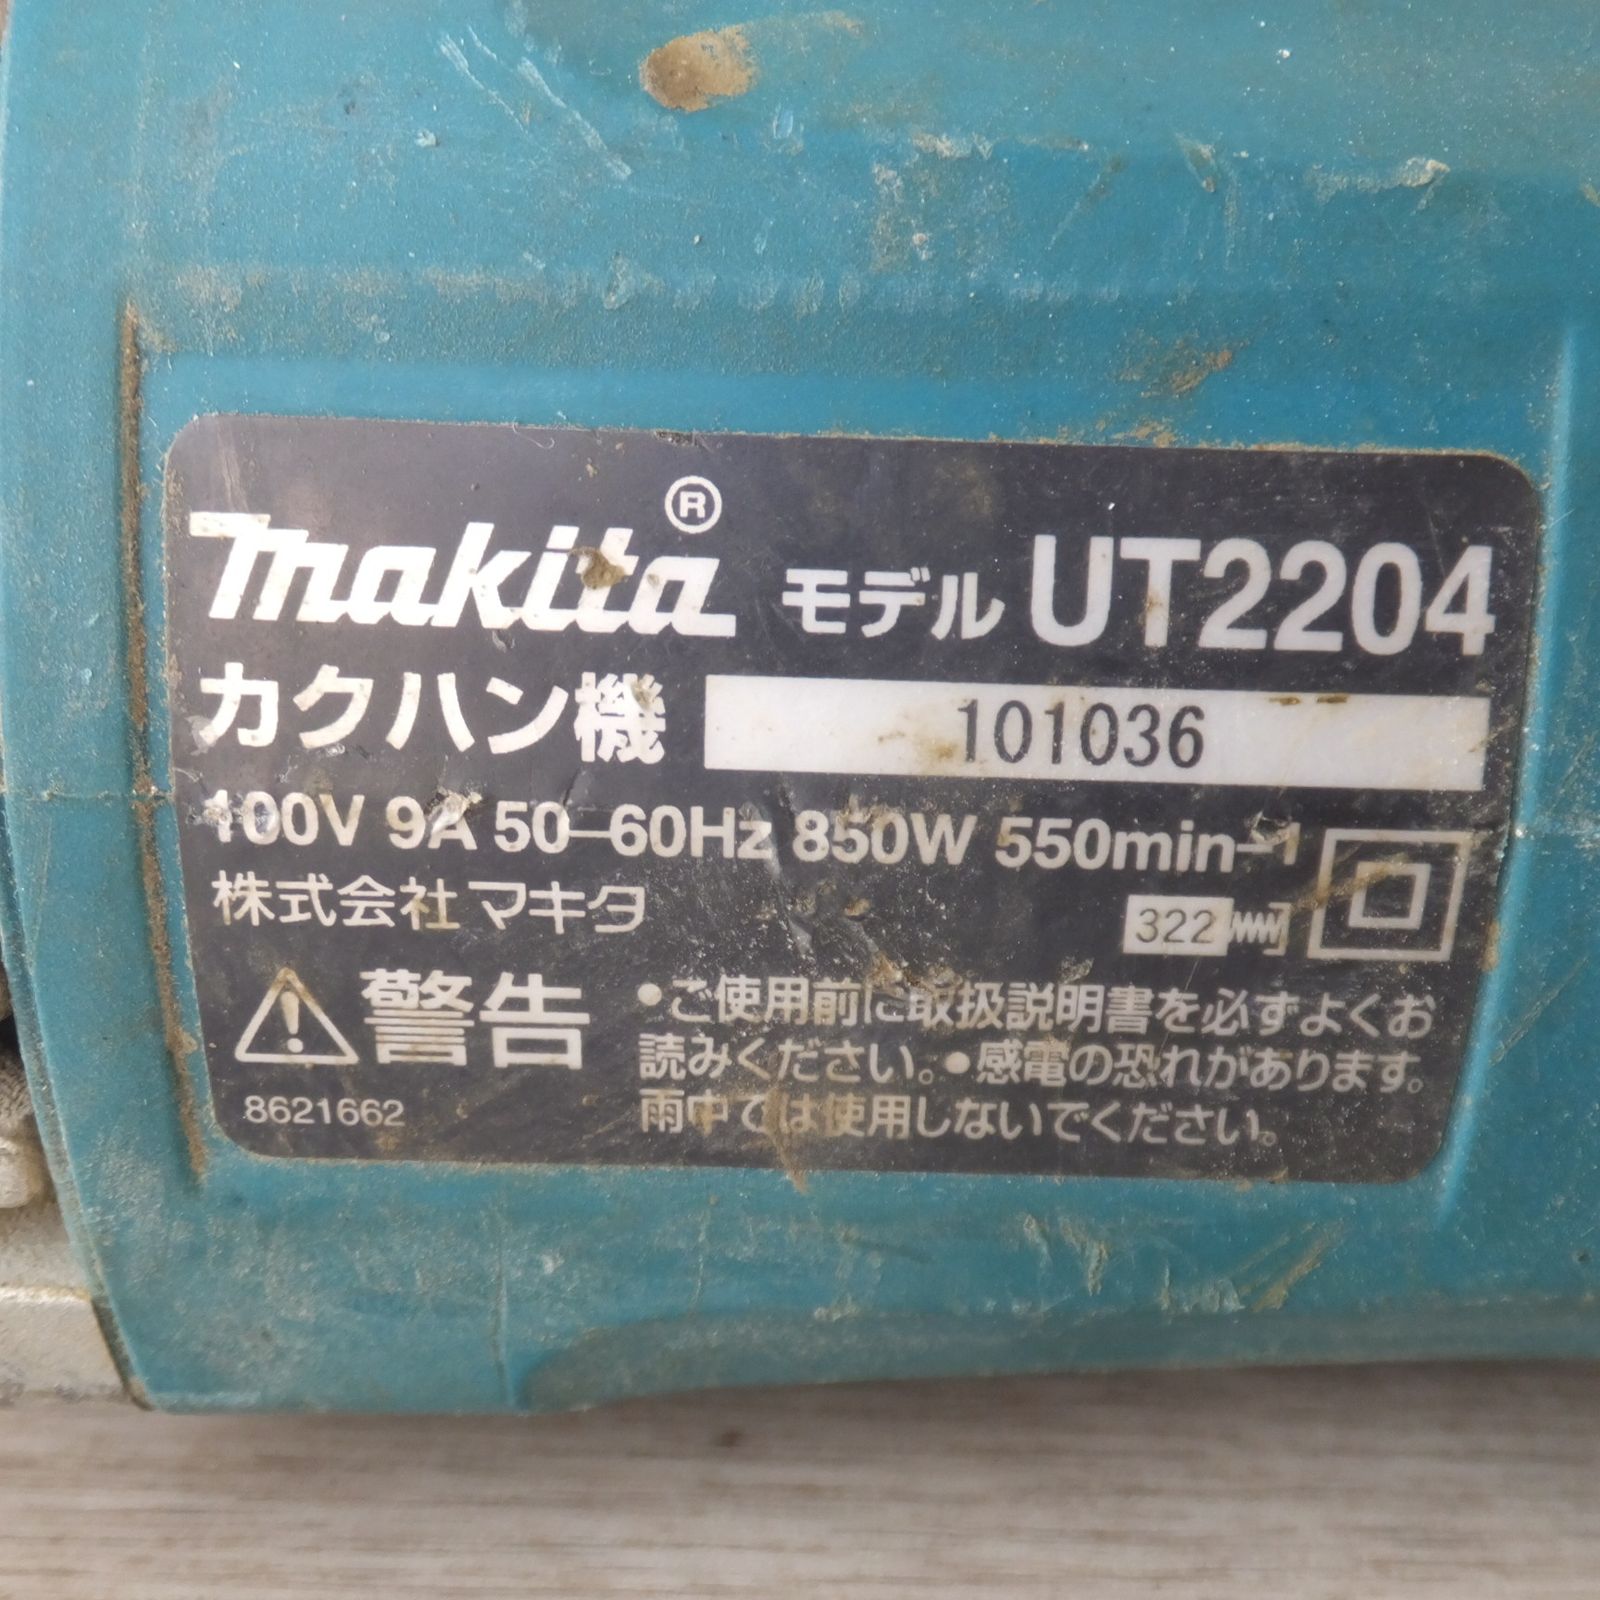 makita® モデル UT2204
カクハン機 101036
100V 9A 50-60Hz 850W 550min-1
株式会社マキタ
322
警告
●ご使用前に取扱説明書を必ずよくお
読みください。●感電の恐れがあります。
雨中では使用しないでください。
8621662